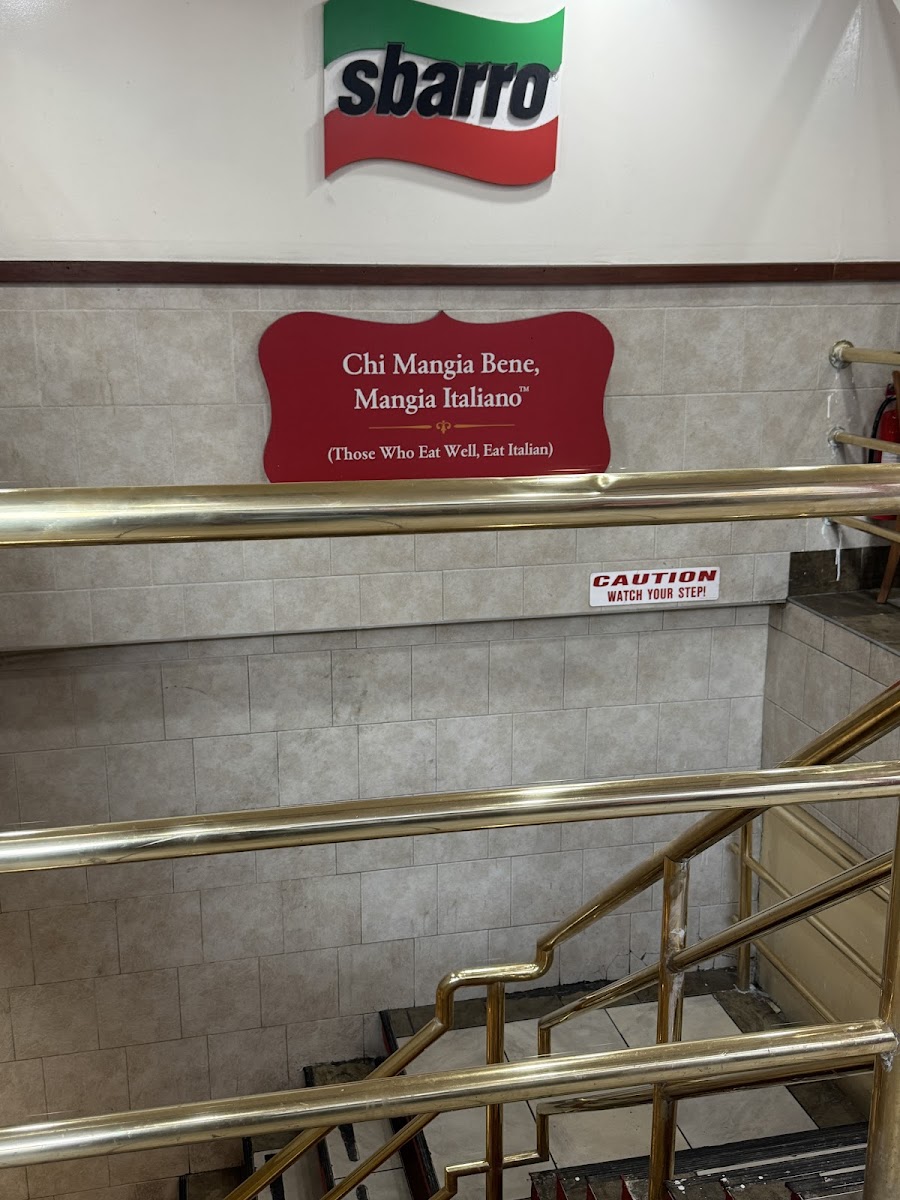 sbarro
Chi Mangia Bene,
Mangia Italiano™
(Those Who Eat Well, Eat Italian)
CAUTION
WATCH YOUR STEP!